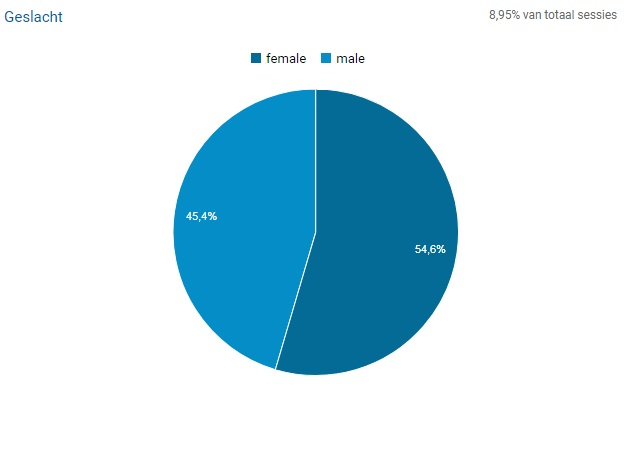 Geslacht
8,95% van totaal sessies
female male
45,4%
54,6%